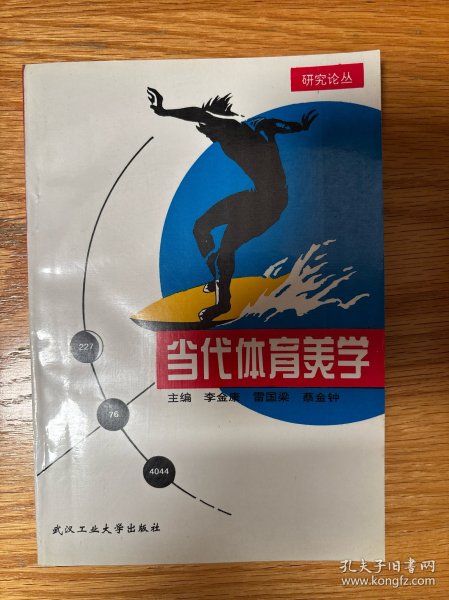 研究论丛
当代体育美学
主编 李金康 雷国梁 蔡金钟
227
76
4044
武汉工业大学出版社
孔夫子旧书网
www.kongfz.com